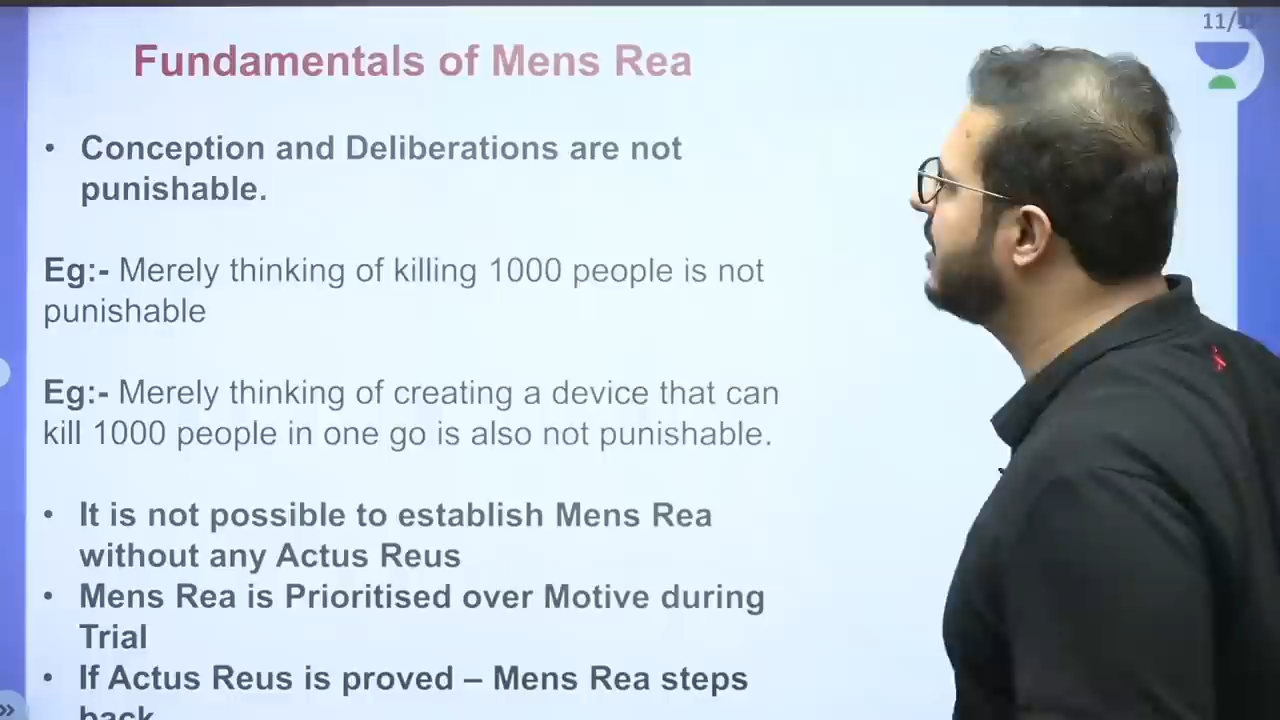 11/
Fundamentals of Mens Rea
• Conception and Deliberations are not
punishable.
Eg:- Merely thinking of killing 1000 people is not
punishable
Eg:- Merely thinking of creating a device that can
kill 1000 people in one go is also not punishable.
• It is not possible to establish Mens Rea
without any Actus Reus
• Mens Rea is Prioritised over Motive during
Trial
• If Actus Reus is proved – Mens Rea steps
back